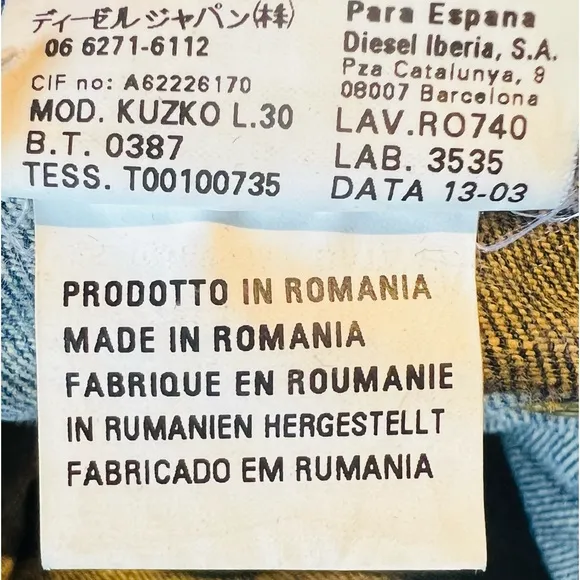 ディーゼルジャパン(株)
06 6271-6112
CIF no: A62226170
MOD. KUZKO L.30
B.T. 0387
TESS. T00100735
Para Espana
Diesel Iberia, S.A.
Pza Catalunya, 9
08007 Barcelona
LAV.RO740
LAB. 3535
DATA 13-03
PRODOTTO IN ROMANIA
MADE IN ROMANIA
FABRIQUE EN ROUMANIE
IN RUMANIEN HERGESTELLT
FABRICADO EM RUMANIA